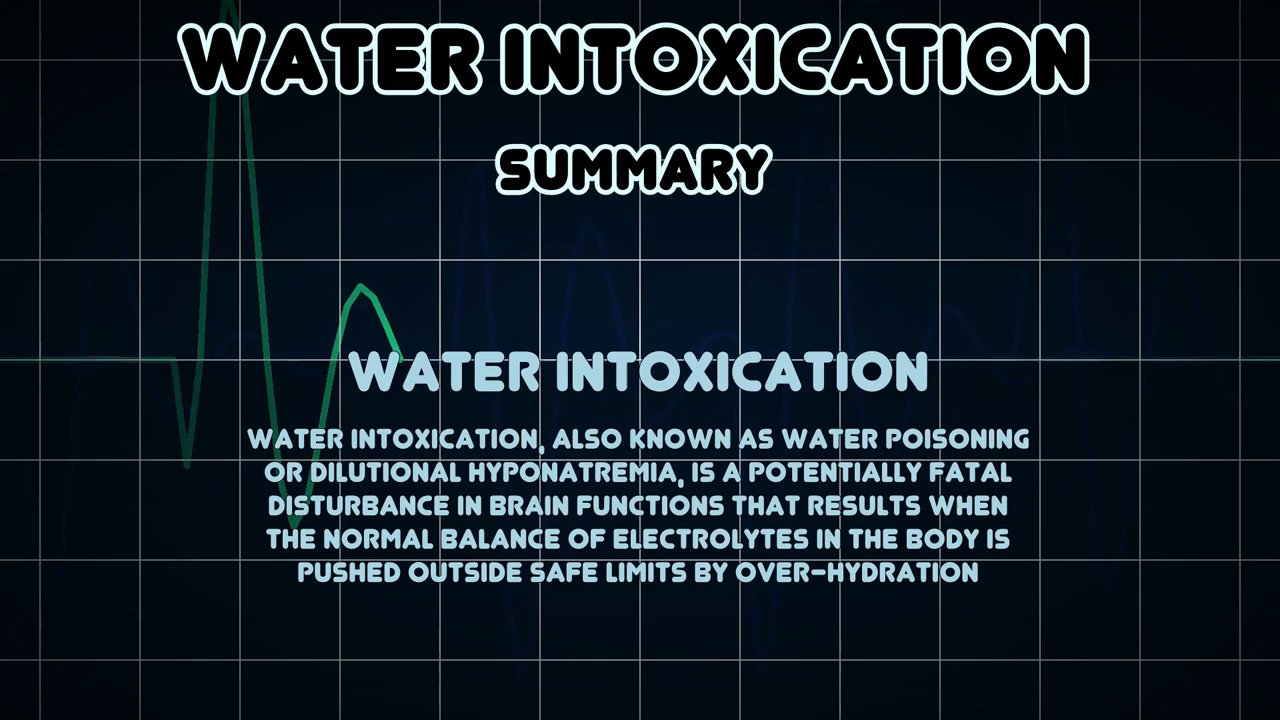 WATER INTOXICATION
SUMMARY
WATER INTOXICATION
WATER INTOXICATION, ALSO KNOWN AS WATER POISONING
OR DILUTIONAL HYPONATREMIA, IS A POTENTIALLY FATAL
DISTURBANCE IN BRAIN FUNCTIONS THAT RESULTS WHEN
THE NORMAL BALANCE OF ELECTROLYTES IN THE BODY IS
PUSHED OUTSIDE SAFE LIMITS BY OVER-HYDRATION